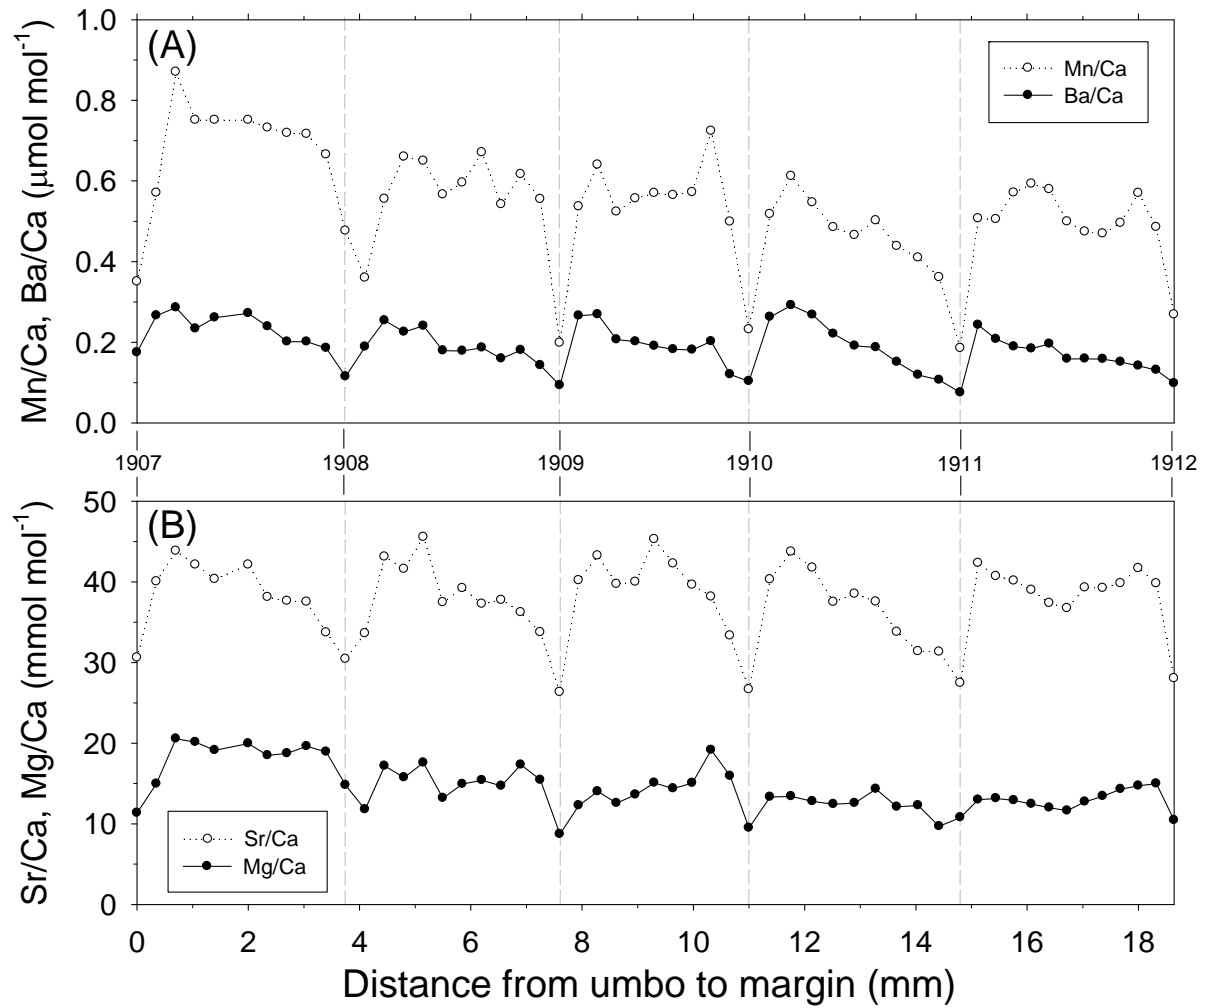 (A)
Mn/Ca, Ba/Ca (μmol mol⁻¹)
1.0
0.8
0.6
0.4
0.2
0.0
Mn/Ca
Ba/Ca
1907 1908 1909 1910 1911 1912
(B)
Sr/Ca, Mg/Ca (mmol mol⁻¹)
50
40
30
20
10
0
Sr/Ca
Mg/Ca
0 2 4 6 8 10 12 14 16 18
Distance from umbo to margin (mm)